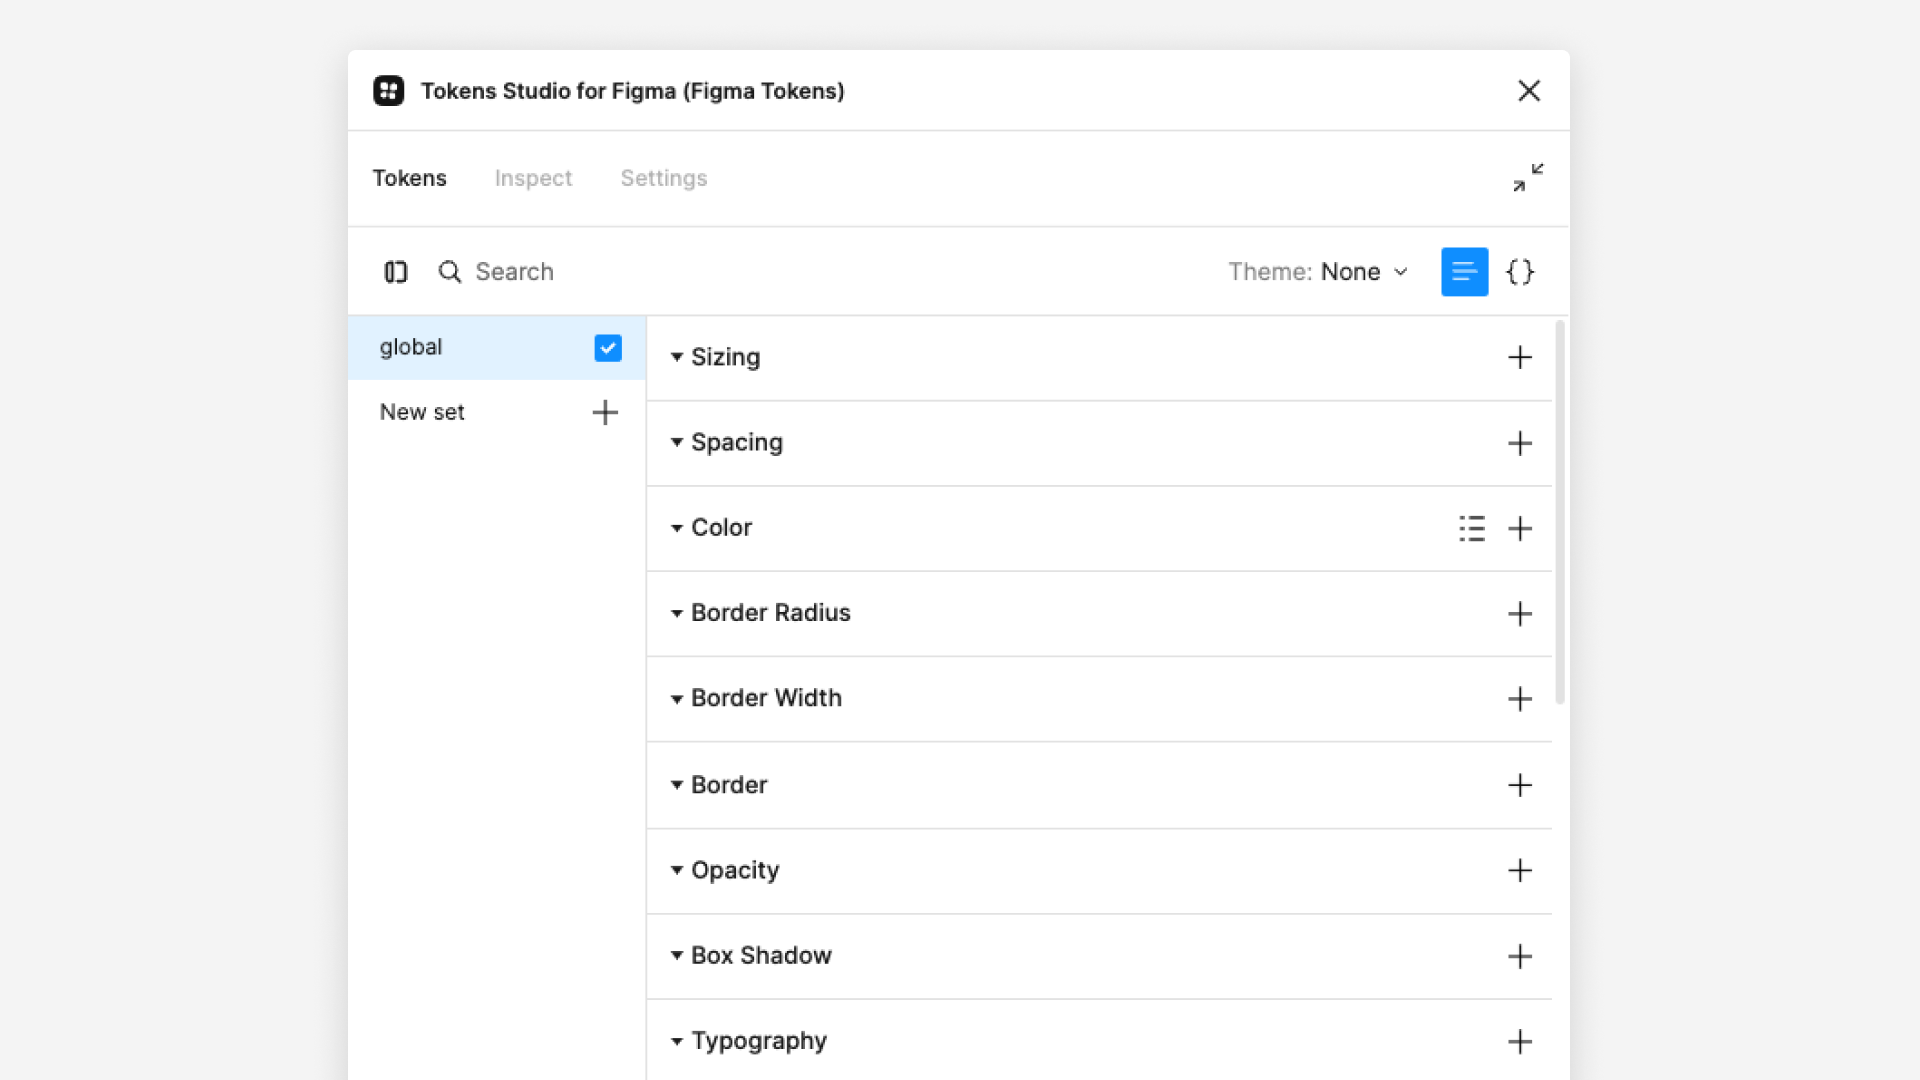 Tokens Studio for Figma (Figma Tokens)
Tokens Inspect Settings
Search Theme: None {}
global
New set
Sizing
Spacing
Color
Border Radius
Border Width
Border
Opacity
Box Shadow
Typography